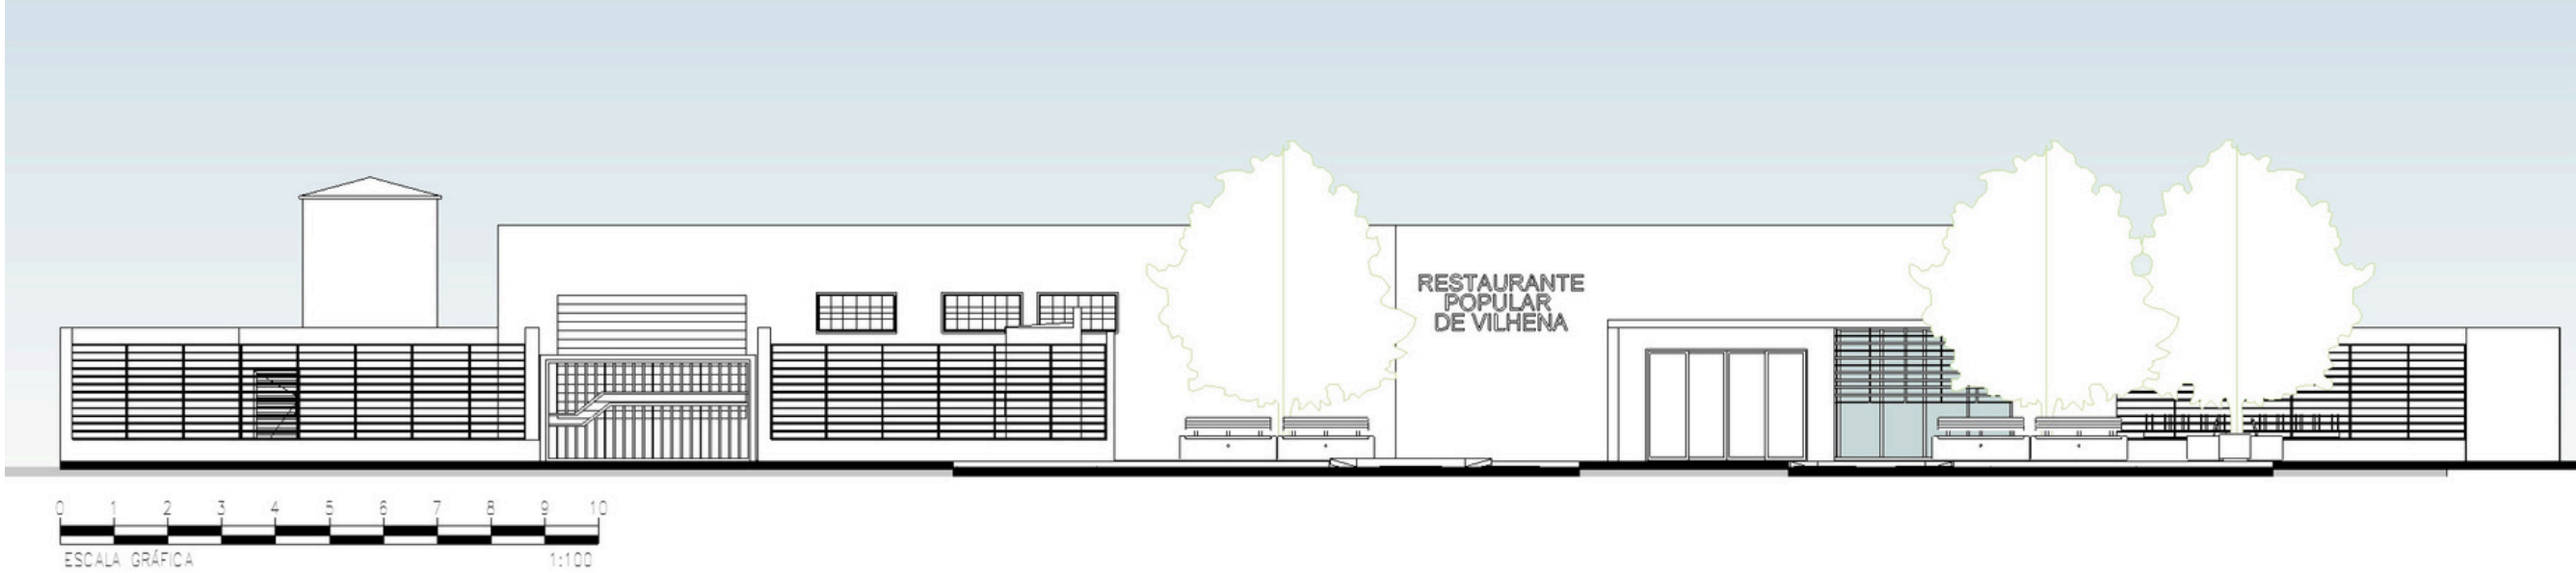 RESTAURANTE
POPULAR
DE VILHENA
0 1 2 3 4 5 6 7 8 9 10
ESCALA GRÁFICA 1:100